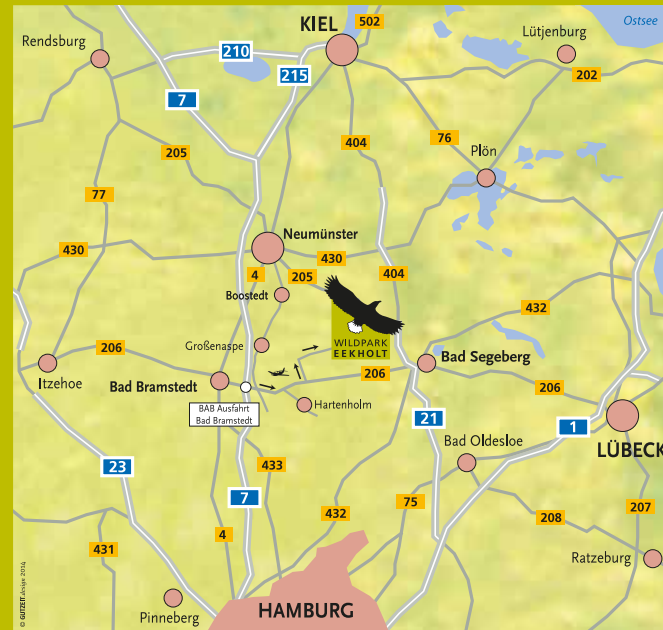 502
KIEL
Ostsee
Lütjenburg
Rendsburg
210
215
202
7
404
76
205
Plön
77
Neumünster
430
430
4
205
404
Boostedt
432
WILDPARK
EEKHOLT
Großenaspe
206
Bad Segeberg
206
Itzehoe
Bad Bramstedt
206
BAB Ausfahrt
Bad Bramstedt
Hartenholm
21
1
Bad Oldesloe
LÜBECK
23
433
7
75
432
207
208
4
431
Ratzeburg
Pinneberg
HAMBURG
© GUTZEIT.design 2014